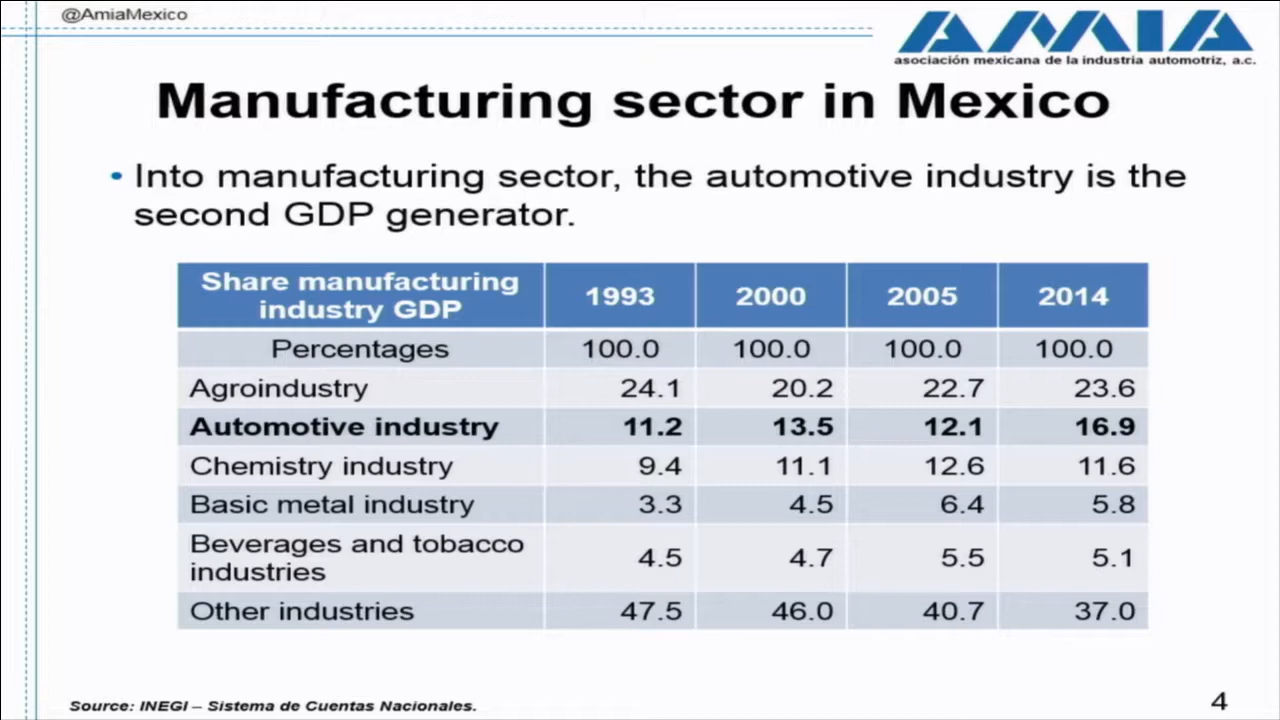 @AmiaMexico
AMIA
asociación mexicana de la industria automotriz, a.c.
Manufacturing sector in Mexico
• Into manufacturing sector, the automotive industry is the
second GDP generator.
Share manufacturing
industry GDP 1993 2000 2005 2014
Percentages 100.0 100.0 100.0 100.0
Agroindustry 24.1 20.2 22.7 23.6
Automotive industry 11.2 13.5 12.1 16.9
Chemistry industry 9.4 11.1 12.6 11.6
Basic metal industry 3.3 4.5 6.4 5.8
Beverages and tobacco
industries 4.5 4.7 5.5 5.1
Other industries 47.5 46.0 40.7 37.0
Source: INEGI – Sistema de Cuentas Nacionales.
4